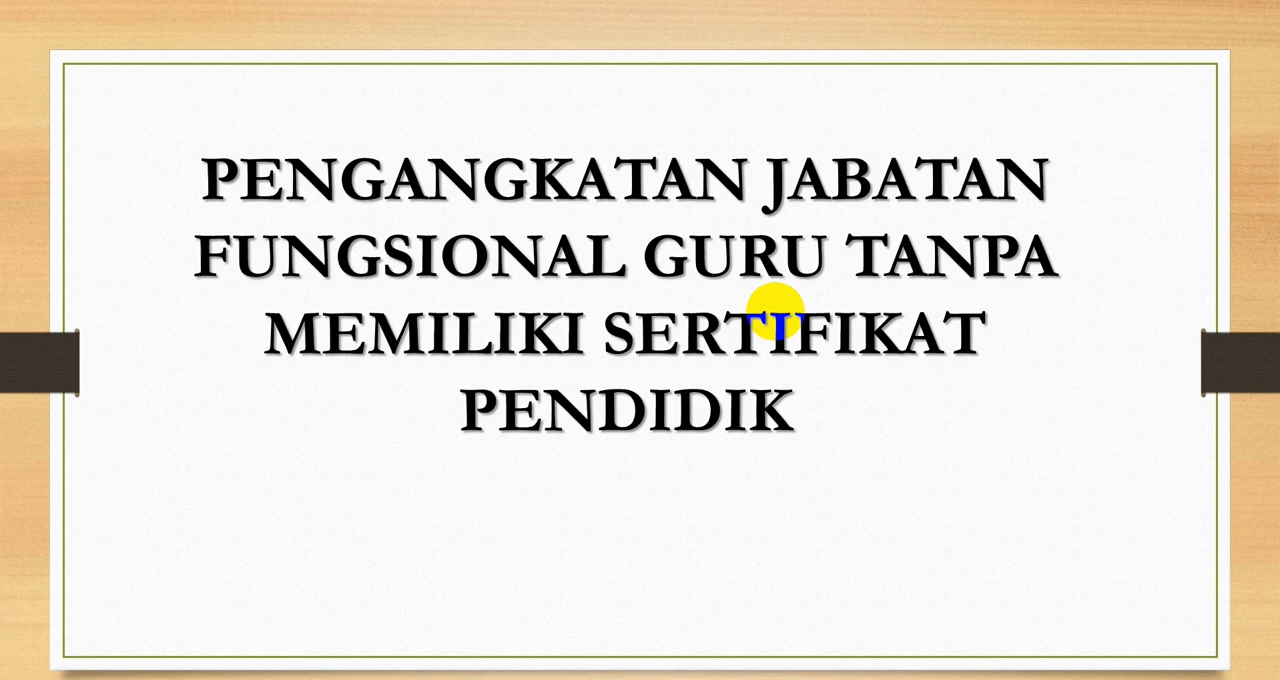 PENGANGKATAN JABATAN
FUNGSIONAL GURU TANPA
MEMILIKI SERTIFIKAT
PENDIDIK